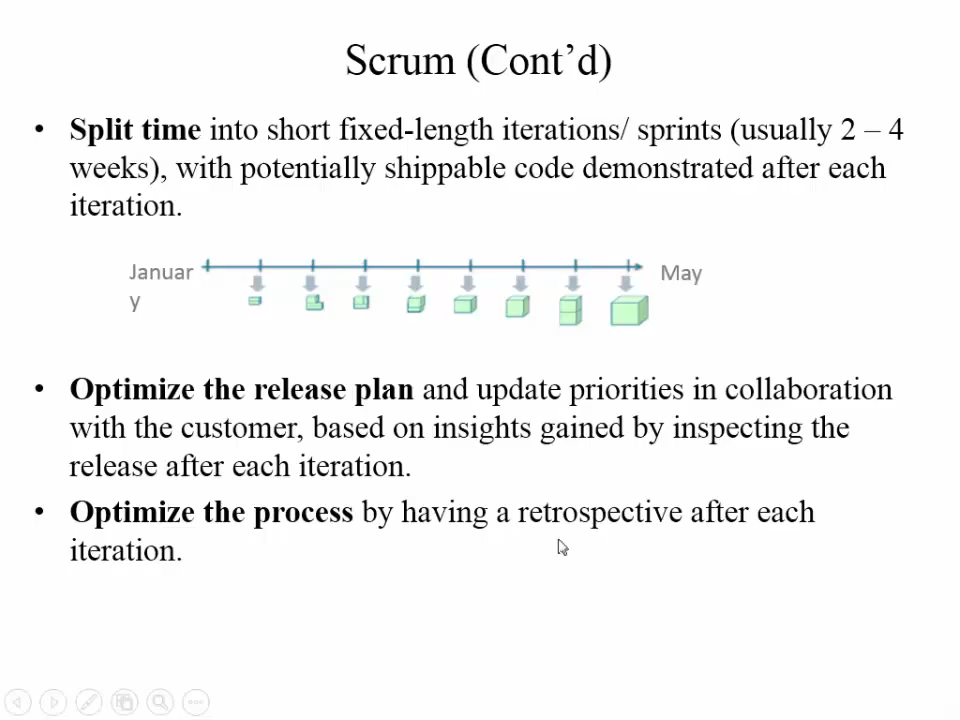 Scrum (Cont’d)
• Split time into short fixed-length iterations/ sprints (usually 2 – 4
weeks), with potentially shippable code demonstrated after each
iteration.
Januar
y
May
• Optimize the release plan and update priorities in collaboration
with the customer, based on insights gained by inspecting the
release after each iteration.
• Optimize the process by having a retrospective after each
iteration.